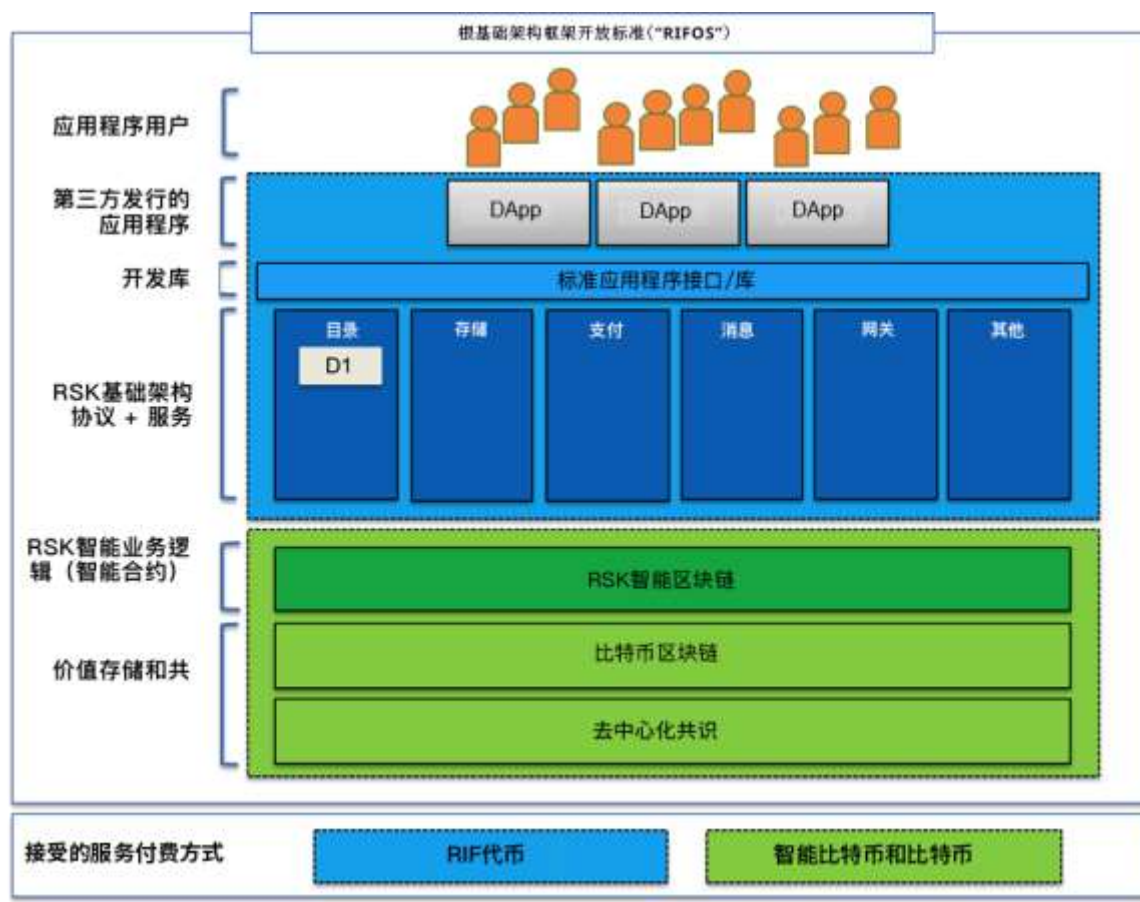 根基础架构框架开放标准(“RIFOS”)
应用程序用户
第三方发行的
应用程序
DApp
DApp
DApp
开发库
标准应用程序接口/库
RSK基础架构
协议 + 服务
目录
存储
支付
消息
网关
其他
D1
RSK智能业务逻
辑（智能合约）
RSK智能区块链
价值存储和共
比特币区块链
去中心化共识
接受的服务付费方式
RIF代币
智能比特币和比特币